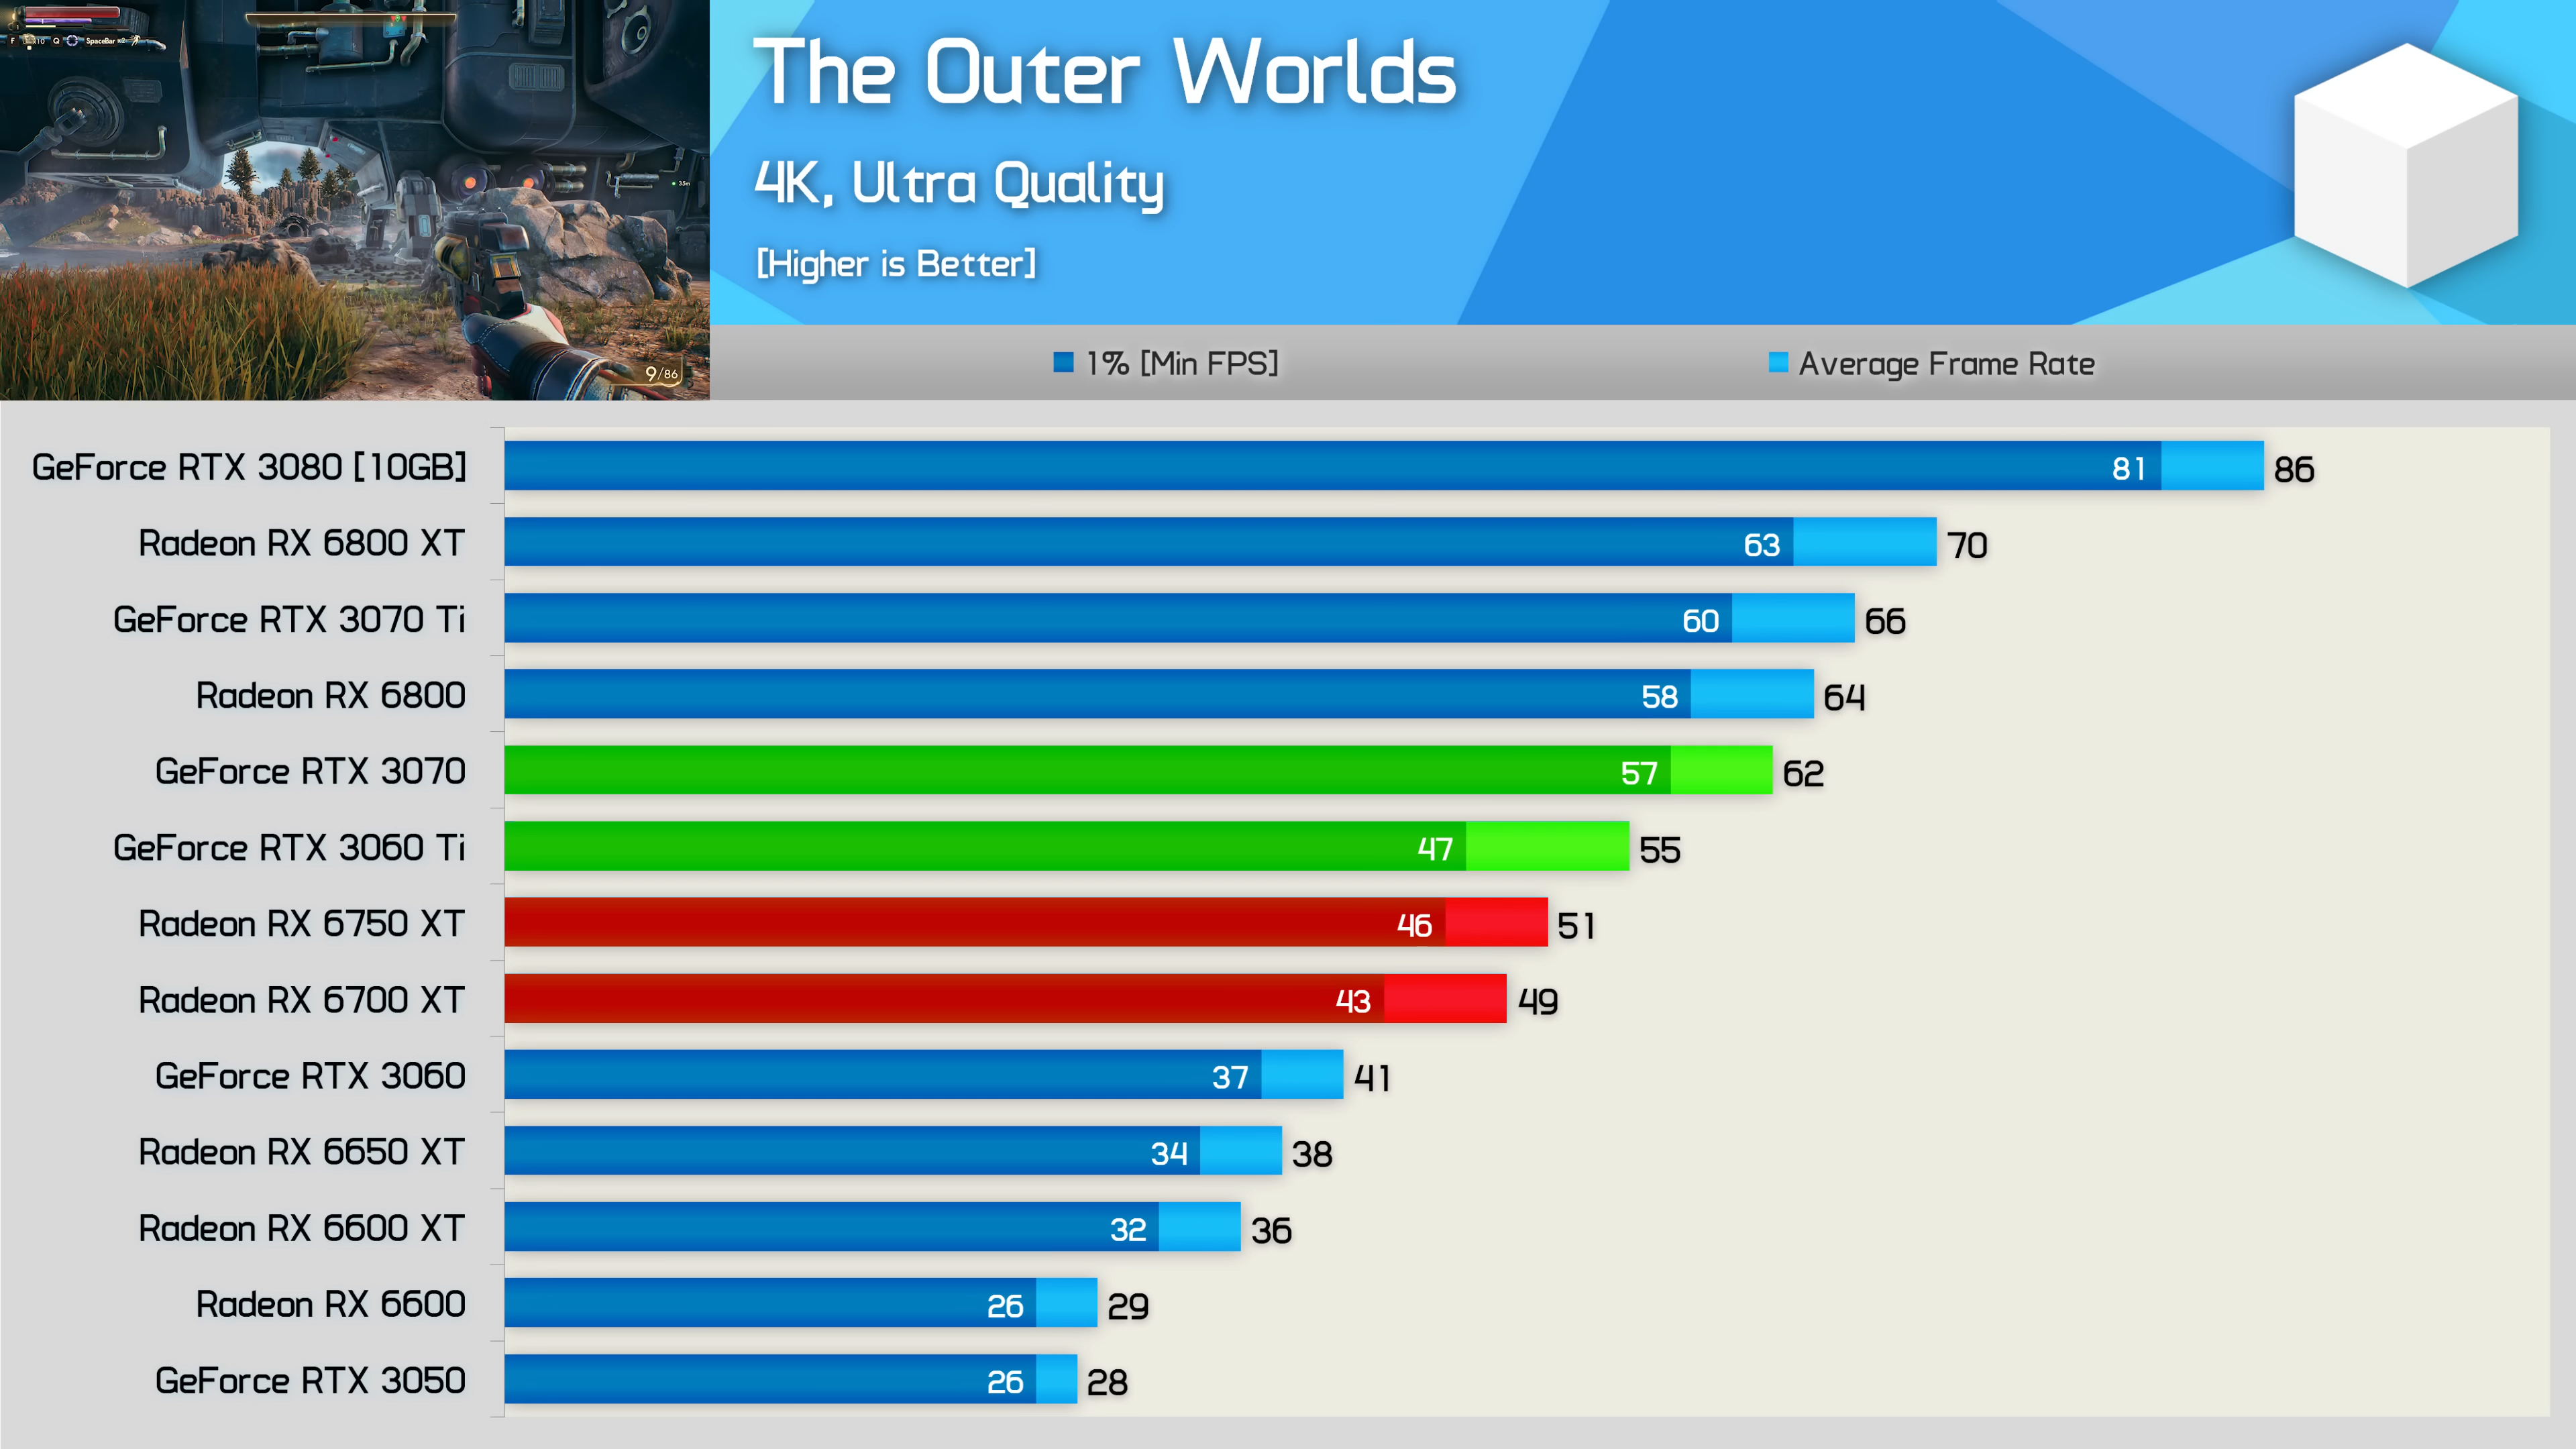 F
Q
SpaceBar
35m
9/86
The Outer Worlds
4K, Ultra Quality
[Higher is Better]
1% [Min FPS]
Average Frame Rate
GeForce RTX 3080 [10GB] 81 86
Radeon RX 6800 XT 63 70
GeForce RTX 3070 Ti 60 66
Radeon RX 6800 58 64
GeForce RTX 3070 57 62
GeForce RTX 3060 Ti 47 55
Radeon RX 6750 XT 46 51
Radeon RX 6700 XT 43 49
GeForce RTX 3060 37 41
Radeon RX 6650 XT 34 38
Radeon RX 6600 XT 32 36
Radeon RX 6600 26 29
GeForce RTX 3050 26 28